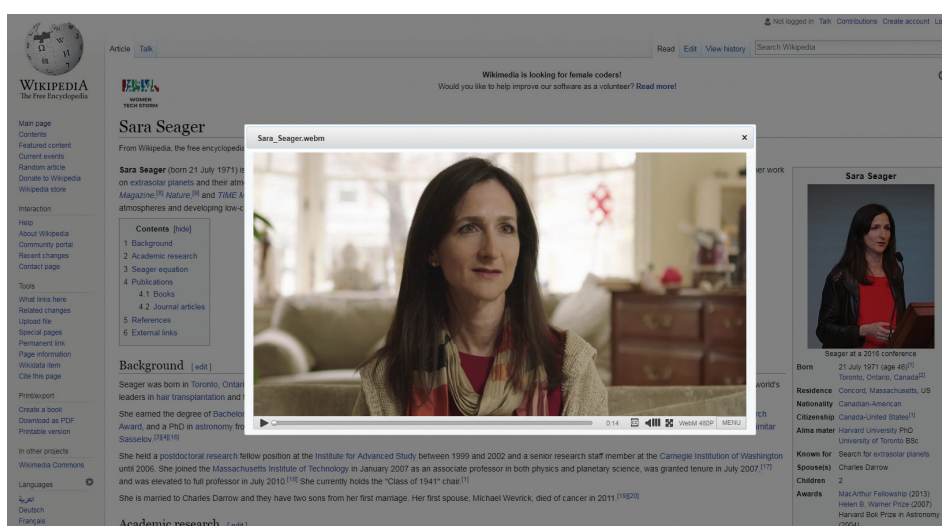 Not logged in Talk Contributions Create account Lo
Article Talk Read Edit View history Search Wikipedia
WIKIPEDIA
The Free Encyclopedia
WOMEN
TECH STORM
Wikimedia is looking for female coders!
Would you like to help improve our software as a volunteer? Read more!
Main page
Contents
Featured content
Current events
Random article
Donate to Wikipedia
Wikipedia store
Interaction
Help
About Wikipedia
Community portal
Recent changes
Contact page
Tools
What links here
Related changes
Upload file
Special pages
Permanent link
Page information
Wikidata item
Cite this page
Print/export
Create a book
Download as PDF
Printable version
In other projects
Wikimedia Commons
Languages
العربية
Deutsch
Français
Sara Seager
From Wikipedia, the free encyclopedia
Sara Seager (born 21 July 1971) is
her work
on extrasolar planets and their atm
Magazine,[8] Nature,[9] and TIME M
atmospheres and developing low-c
Contents [hide]
1 Background
2 Academic research
3 Seager equation
4 Publications
4.1 Books
4.2 Journal articles
5 References
6 External links
Sara_Seager.webm
0:14 CC WebM 480P MENU
Background [edit]
Seager was born in Toronto, Ontari
world's
leaders in hair transplantation and
She earned the degree of Bachelor
Award, and a PhD in astronomy fro
Sasselov.[3][4][16]
She held a postdoctoral research fellow position at the Institute for Advanced Study between 1999 and 2002 and a senior research staff member at the Carnegie Institution of Washington
until 2006. She joined the Massachusetts Institute of Technology in January 2007 as an associate professor in both physics and planetary science, was granted tenure in July 2007,[17]
and was elevated to full professor in July 2010.[18] She currently holds the "Class of 1941" chair.[1]
She is married to Charles Darrow and they have two sons from her first marriage. Her first spouse, Michael Wevrick, died of cancer in 2011.[19][20]
Academic research [edit]
Sara Seager
Seager at a 2016 conference
Born 21 July 1971 (age 46)[1]
Toronto, Ontario, Canada[2]
Residence Concord, Massachusetts, US
Nationality Canadian-American
Citizenship Canada-United States[1]
Alma mater Harvard University PhD
University of Toronto BSc
Known for Search for extrasolar planets
Spouse(s) Charles Darrow
Children 2
Awards MacArthur Fellowship (2013)
Helen B. Warner Prize (2007)
Harvard Bok Prize in Astronomy
(2004)